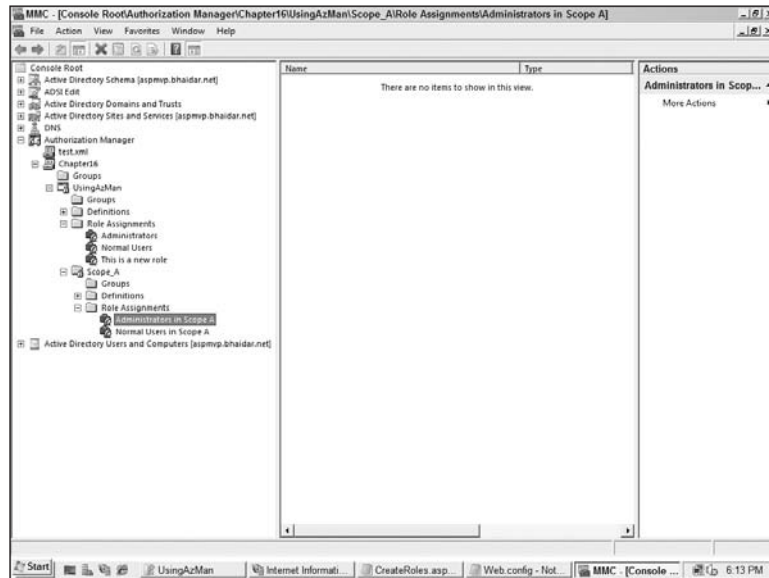 MMC - [Console Root\Authorization Manager\Chapter16\UsingAzMan\Scope_A\Role Assignments\Administrators in Scope A]
File Action View Favorites Window Help
Console Root
Active Directory Schema [aspmvp.bhaidar.net]
ADSI Edit
Active Directory Domains and Trusts
Active Directory Sites and Services [aspmvp.bhaidar.net]
DNS
Authorization Manager
test.xml
Chapter16
Groups
UsingAzMan
Groups
Definitions
Role Assignments
Administrators
Normal Users
This is a new role
Scope_A
Groups
Definitions
Role Assignments
Administrators in Scope A
Normal Users in Scope A
Active Directory Users and Computers [aspmvp.bhaidar.net]
Name Type
There are no items to show in this view.
Actions
Administrators in Scop...
More Actions
Start UsingAzMan Internet Informati... CreateRoles.asp... Web.config - Not... MMC - [Console ... 6:13 PM